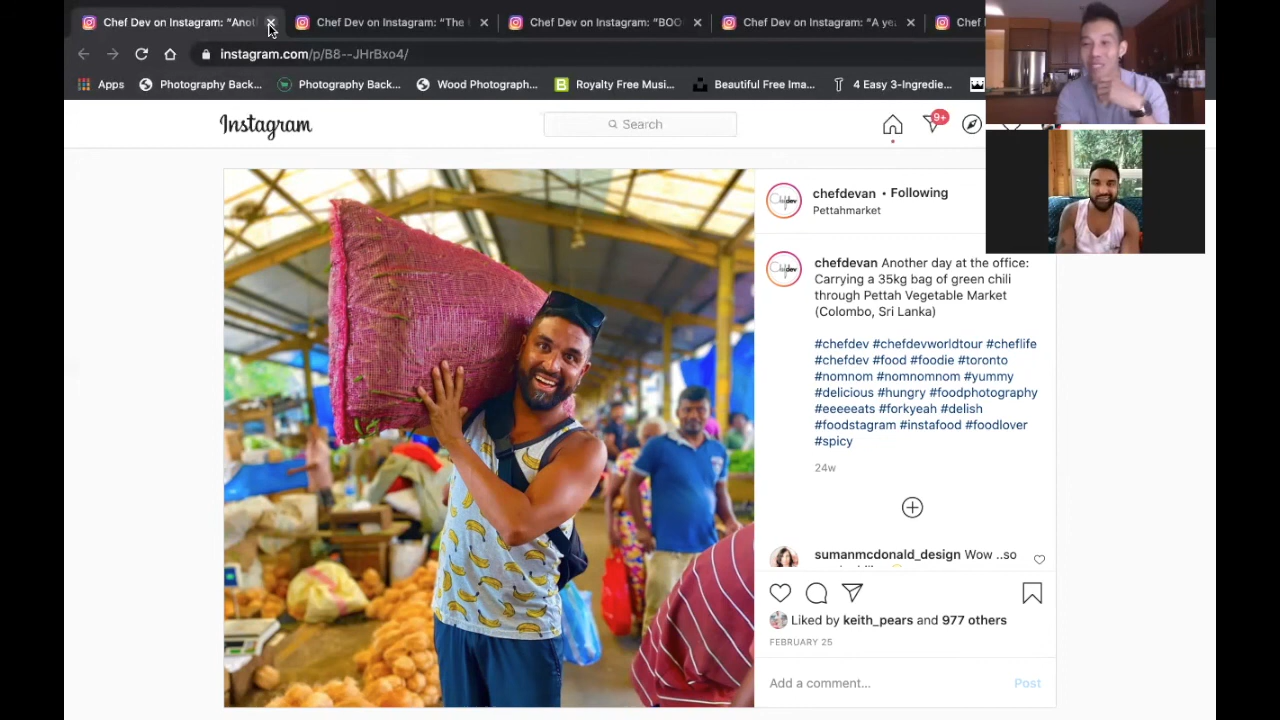 Chef Dev on Instagram: “Anot
Chef Dev on Instagram: “The
Chef Dev on Instagram: “BOO
Chef Dev on Instagram: “A ye
Chef
instagram.com/p/B8--JHrBxo4/
Apps
Photography Back...
Photography Back...
Wood Photograph...
Royalty Free Musi...
Beautiful Free Ima...
4 Easy 3-Ingredie...
Instagram
Search
9+
chefdevan • Following
Pettahmarket
Chefdev
chefdevan Another day at the office:
Carrying a 35kg bag of green chili
through Pettah Vegetable Market
(Colombo, Sri Lanka)
#chefdev #chefdevworldtour #cheflife
#chefdev #food #foodie #toronto
#nomnom #nomnomnom #yummy
#delicious #hungry #foodphotography
#eeeeeats #forkyeah #delish
#foodstagram #instafood #foodlover
#spicy
24w
sumanmcdonald_design Wow ..so
Liked by keith_pears and 977 others
FEBRUARY 25
Add a comment...
Post